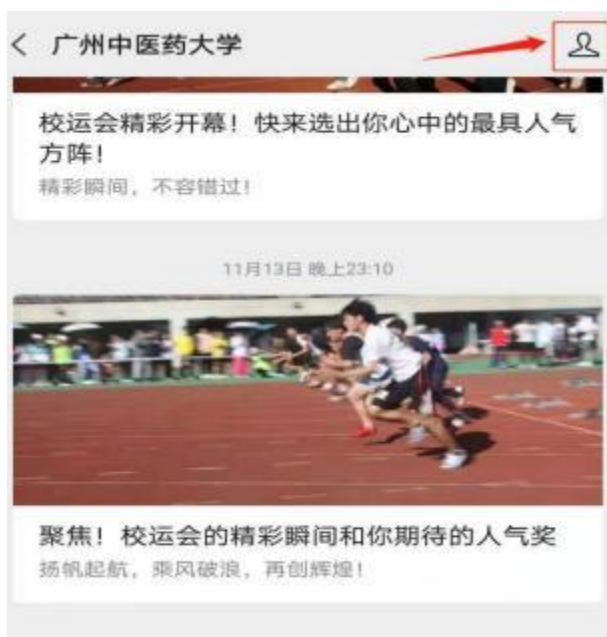 广州中医药大学
校运会精彩开幕！快来选出你心中的最具人气
方阵！
精彩瞬间，不容错过！
11月13日 晚上23:10
聚焦！校运会的精彩瞬间和你期待的人气奖
扬帆起航，乘风破浪，再创辉煌！